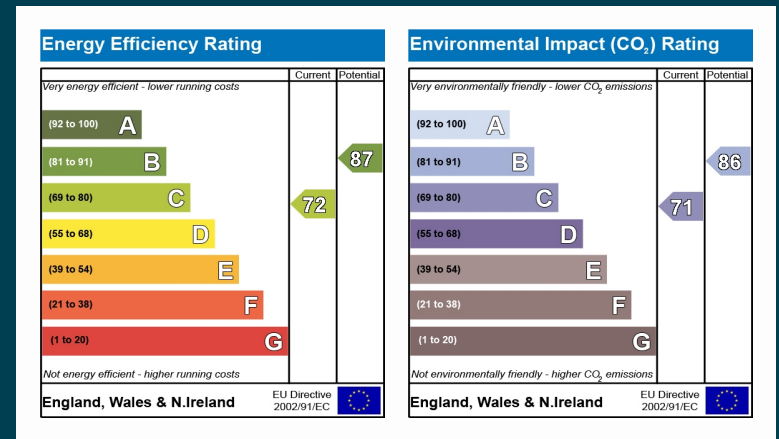 Energy Efficiency Rating
Current Potential
Very energy efficient - lower running costs
(92 to 100) A
(81 to 91) B
87
(69 to 80) C
72
(55 to 68) D
(39 to 54) E
(21 to 38) F
(1 to 20) G
Not energy efficient - higher running costs
England, Wales & N.Ireland
EU Directive
2002/91/EC
Environmental Impact (CO₂) Rating
Current Potential
Very environmentally friendly - lower CO₂ emissions
(92 to 100) A
(81 to 91) B
86
(69 to 80) C
71
(55 to 68) D
(39 to 54) E
(21 to 38) F
(1 to 20) G
Not environmentally friendly - higher CO₂ emissions
England, Wales & N.Ireland
EU Directive
2002/91/EC